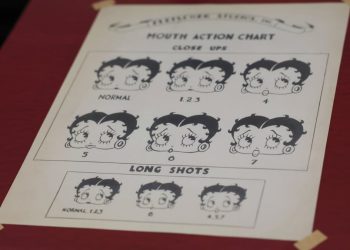 FLEISCHER STUDIOS, INC.
MOUTH ACTION CHART
CLOSE UPS
NORMAL
1.2.3
4
5
6
7
LONG SHOTS
NORMAL 1.2.3
6
4,5,7